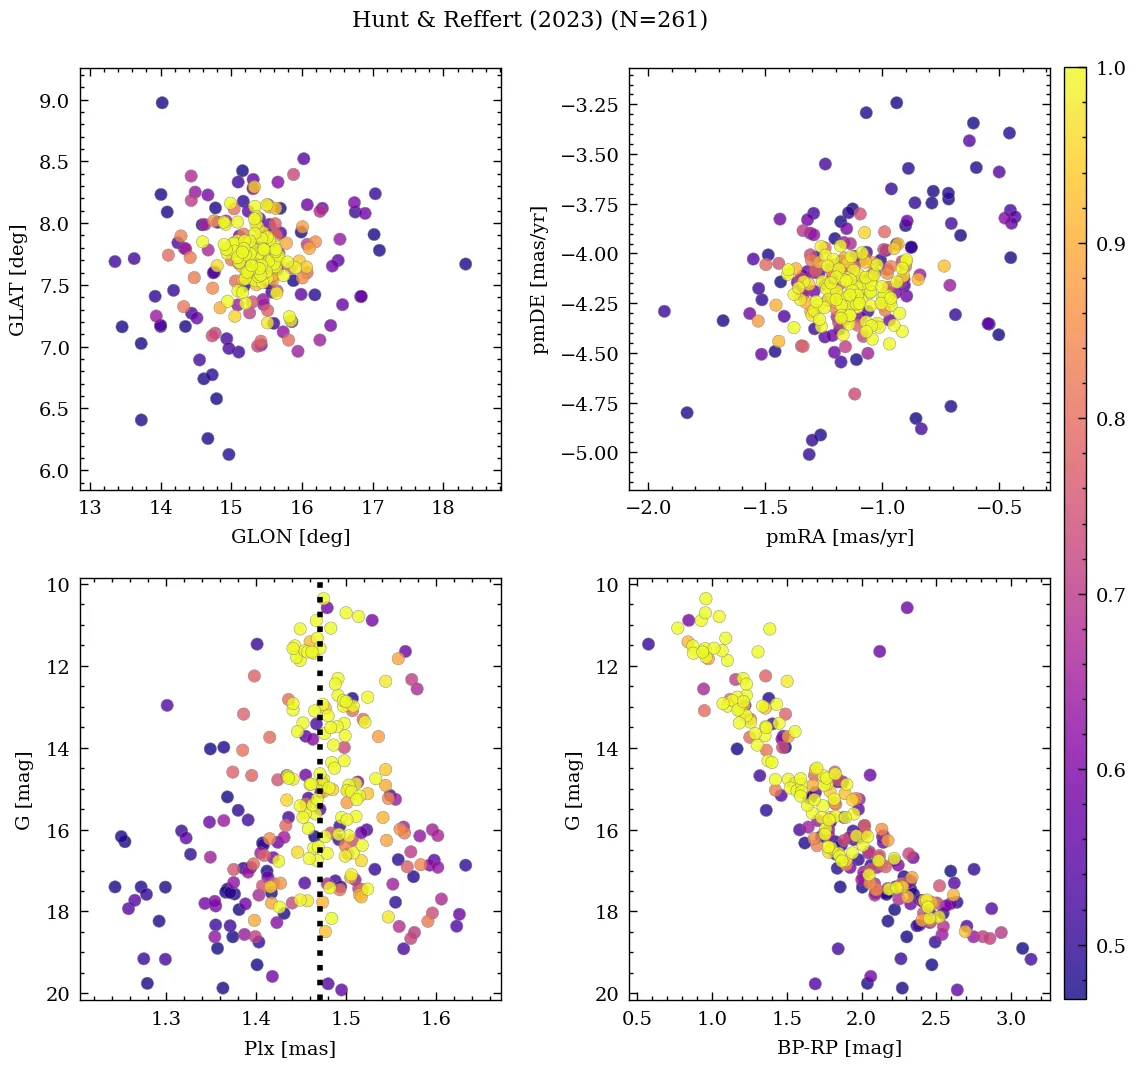 Hunt & Reffert (2023) (N=261)
9.0
8.5
8.0
7.5
7.0
6.5
6.0
GLAT [deg]
13 14 15 16 17 18
GLON [deg]
−3.25
−3.50
−3.75
−4.00
−4.25
−4.50
−4.75
−5.00
pmDE [mas/yr]
−2.0 −1.5 −1.0 −0.5
pmRA [mas/yr]
1.0
0.9
0.8
0.7
0.6
0.5
10
12
14
16
18
20
G [mag]
1.3 1.4 1.5 1.6
Plx [mas]
10
12
14
16
18
20
G [mag]
0.5 1.0 1.5 2.0 2.5 3.0
BP-RP [mag]